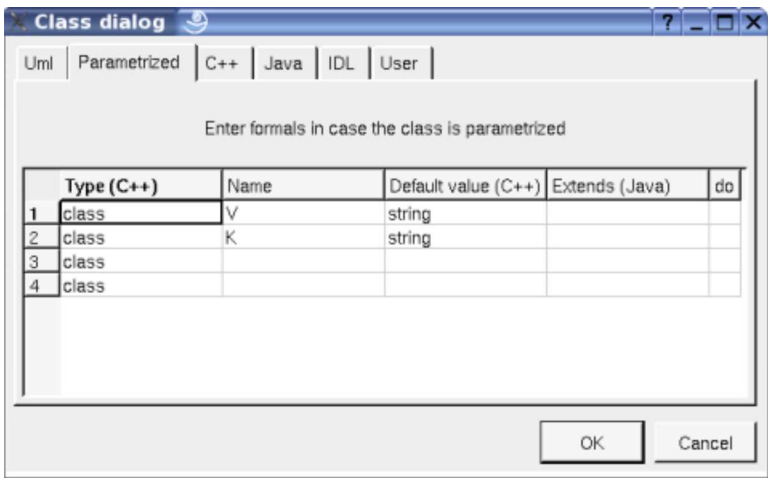 Class dialog
?
Uml Parametrized C++ Java IDL User
Enter formals in case the class is parametrized
Type (C++) Name Default value (C++) Extends (Java) do
1 class V string
2 class K string
3 class
4 class
OK Cancel